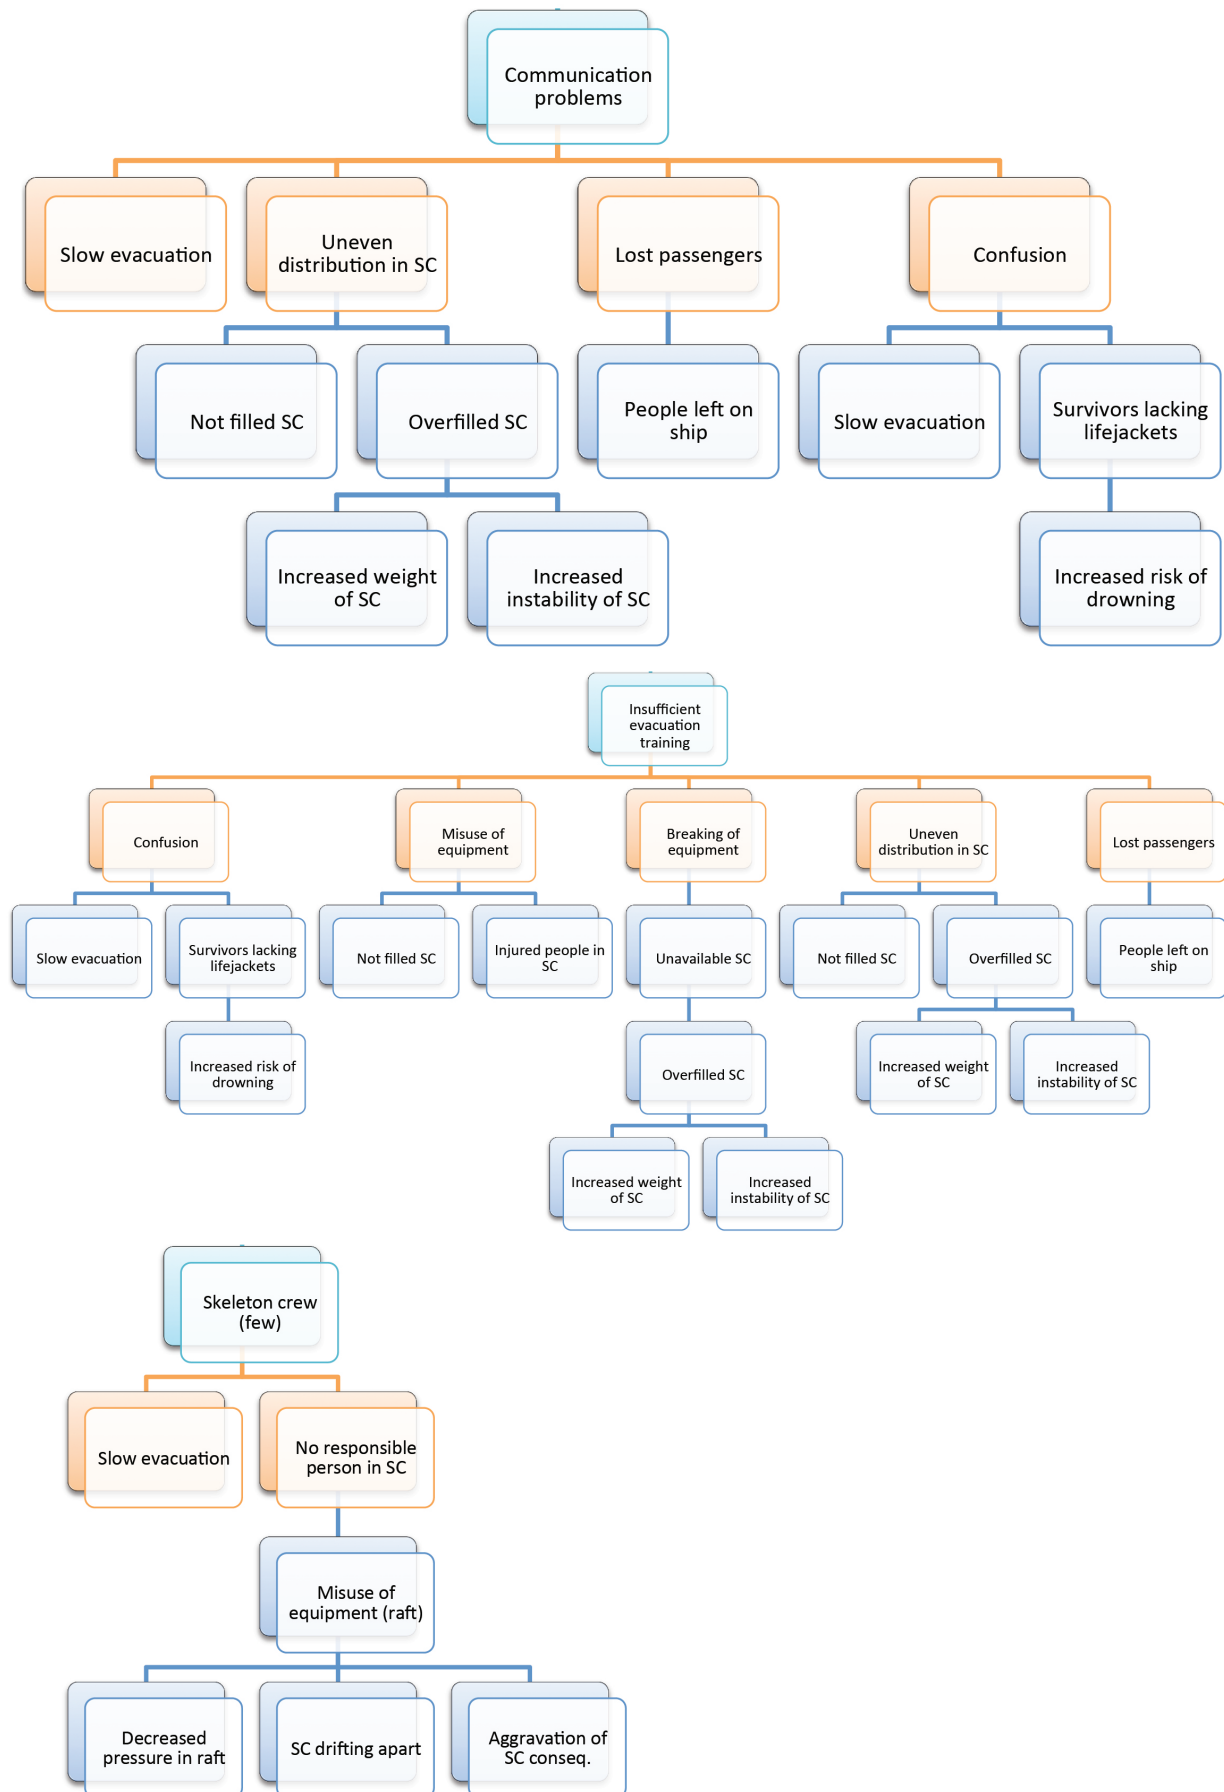 Communication
problems
Slow evacuation
Uneven
distribution in SC
Lost passengers
Confusion
Not filled SC
Overfilled SC
People left on
ship
Slow evacuation
Survivors lacking
lifejackets
Increased weight
of SC
Increased
instability of SC
Increased risk of
drowning
Insufficient
evacuation
training
Confusion
Misuse of
equipment
Breaking of
equipment
Uneven
distribution in SC
Lost passengers
Slow evacuation
Survivors lacking
lifejackets
Not filled SC
Injured people in
SC
Unavailable SC
Not filled SC
Overfilled SC
People left on
ship
Increased risk of
drowning
Overfilled SC
Increased weight
of SC
Increased
instability of SC
Increased weight
of SC
Increased
instability of SC
Skeleton crew
(few)
Slow evacuation
No responsible
person in SC
Misuse of
equipment (raft)
Decreased
pressure in raft
SC drifting apart
Aggravation of
SC conseq.